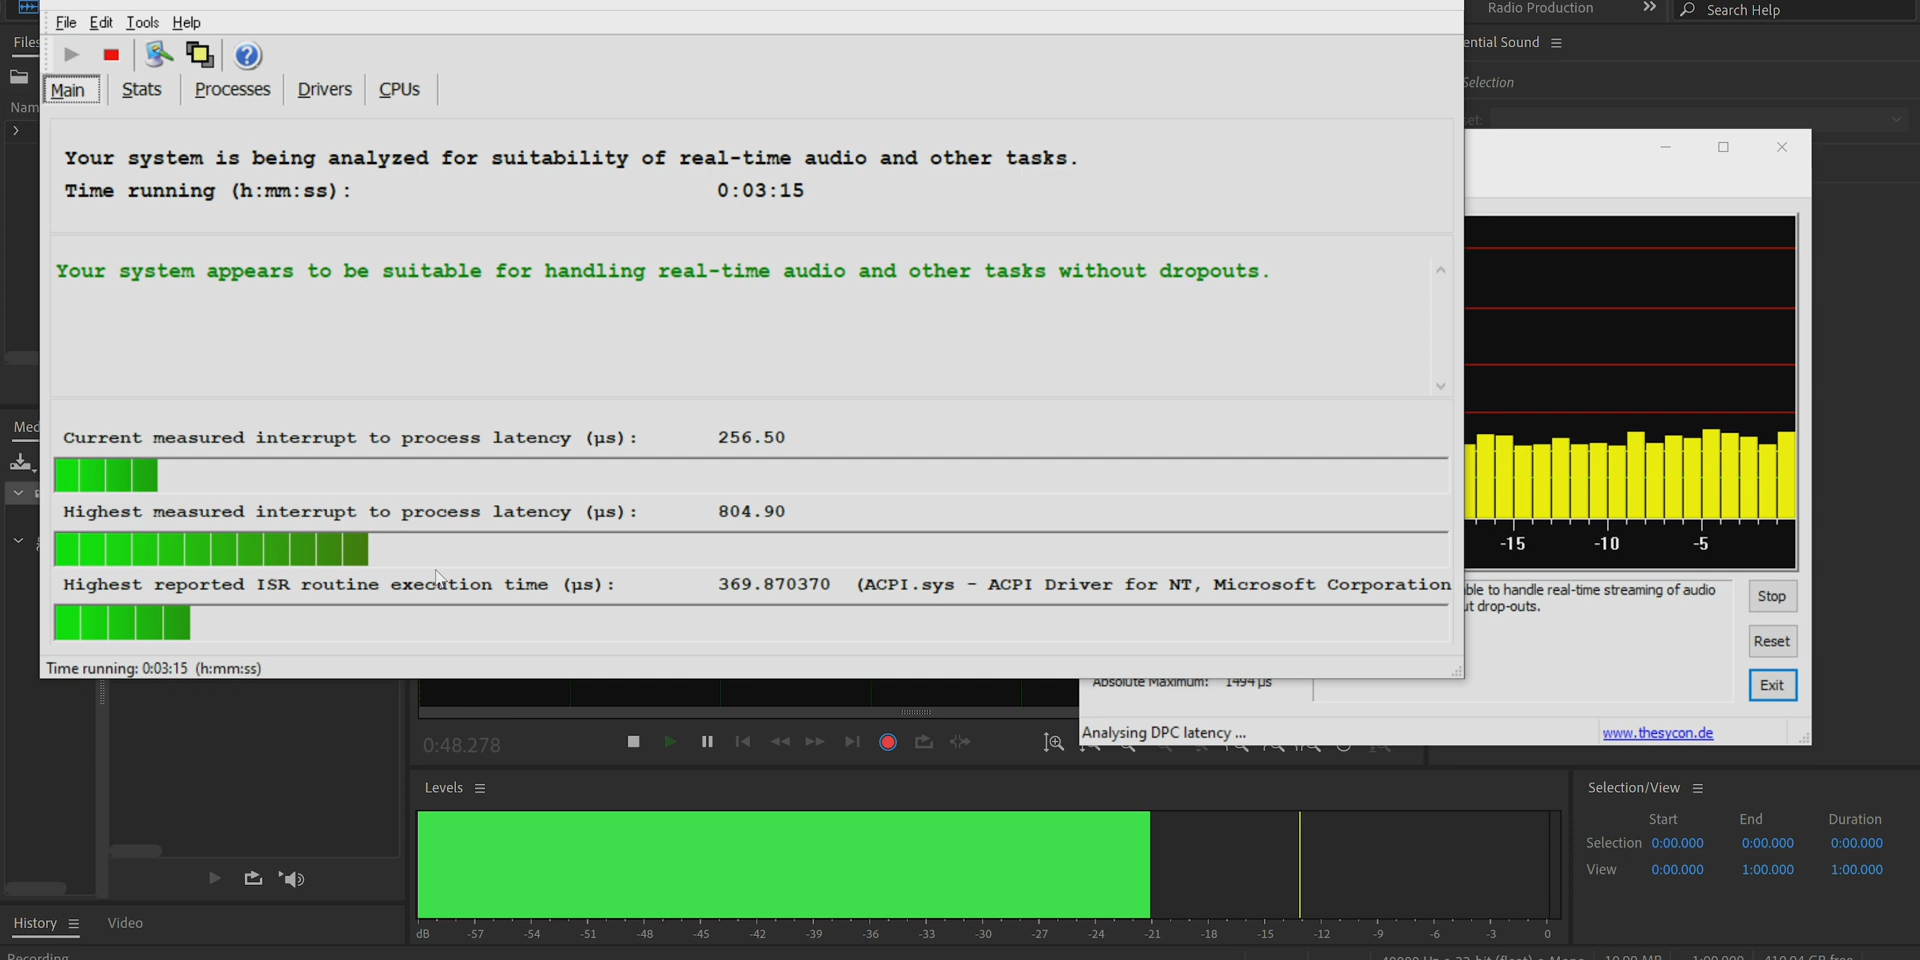 Radio Production
Search Help
File Edit Tools Help
Files
ential Sound
Main Stats Processes Drivers CPUs
Selection
Nam
set:
Your system is being analyzed for suitability of real-time audio and other tasks.
Time running (h:mm:ss): 0:03:15
Your system appears to be suitable for handling real-time audio and other tasks without dropouts.
Med
Current measured interrupt to process latency (µs): 256.50
Highest measured interrupt to process latency (µs): 804.90
-15 -10 -5
Highest reported ISR routine execution time (µs): 369.870370 (ACPI.sys - ACPI Driver for NT, Microsoft Corporation
ble to handle real-time streaming of audio
ut drop-outs.
Stop
Reset
Exit
Time running: 0:03:15 (h:mm:ss)
Absolute Maximum: 1494 µs
Analysing DPC latency ...
www.thesycon.de
0:48.278
Levels
Selection/View
Start End Duration
Selection 0:00.000 0:00.000 0:00.000
View 0:00.000 1:00.000 1:00.000
History Video
dB -57 -54 -51 -48 -45 -42 -39 -36 -33 -30 -27 -24 -21 -18 -15 -12 -9 -6 -3 0
Recording